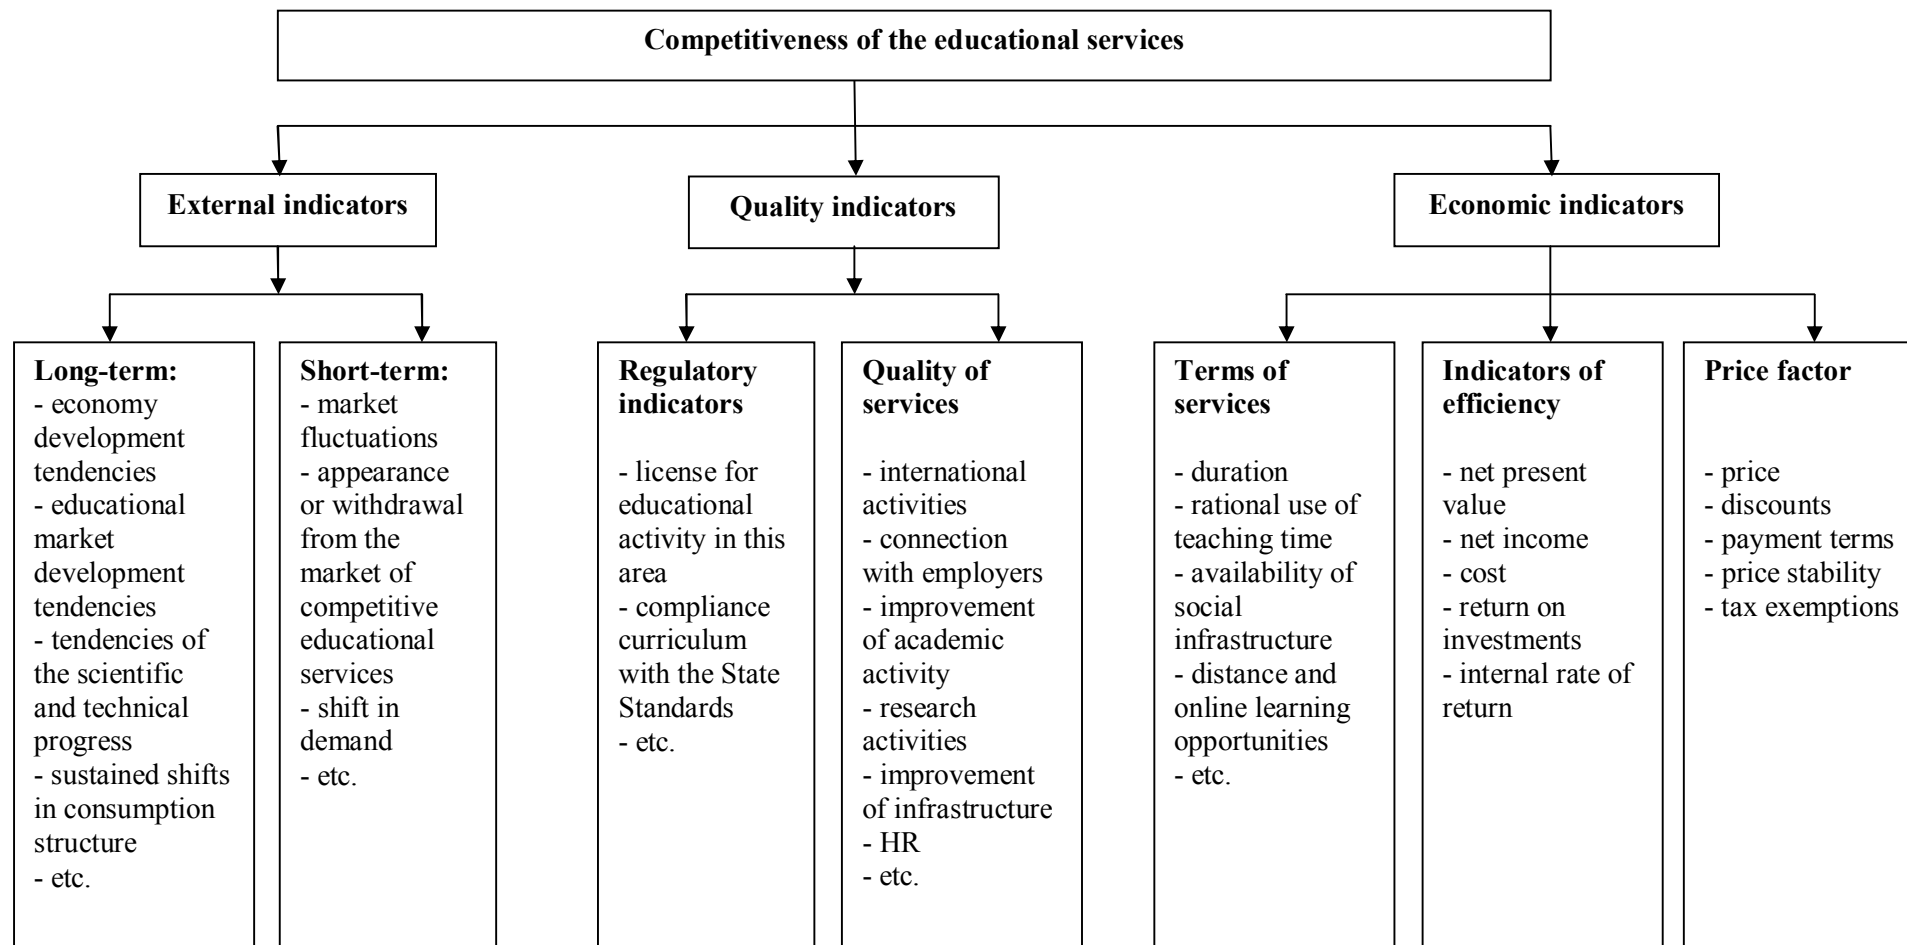 Competitiveness of the educational services
External indicators
Quality indicators
Economic indicators
Long-term:
- economy
development
tendencies
- educational
market
development
tendencies
- tendencies of
the scientific
and technical
progress
- sustained shifts
in consumption
structure
- etc.
Short-term:
- market
fluctuations
- appearance
or withdrawal
from the
market of
competitive
educational
services
- shift in
demand
- etc.
Regulatory
indicators
- license for
educational
activity in this
area
- compliance
curriculum
with the State
Standards
- etc.
Quality of
services
- international
activities
- connection
with employers
- improvement
of academic
activity
- research
activities
- improvement
of infrastructure
- HR
- etc.
Terms of
services
- duration
- rational use of
teaching time
- availability of
social
infrastructure
- distance and
online learning
opportunities
- etc.
Indicators of
efficiency
- net present
value
- net income
- cost
- return on
investments
- internal rate of
return
Price factor
- price
- discounts
- payment terms
- price stability
- tax exemptions